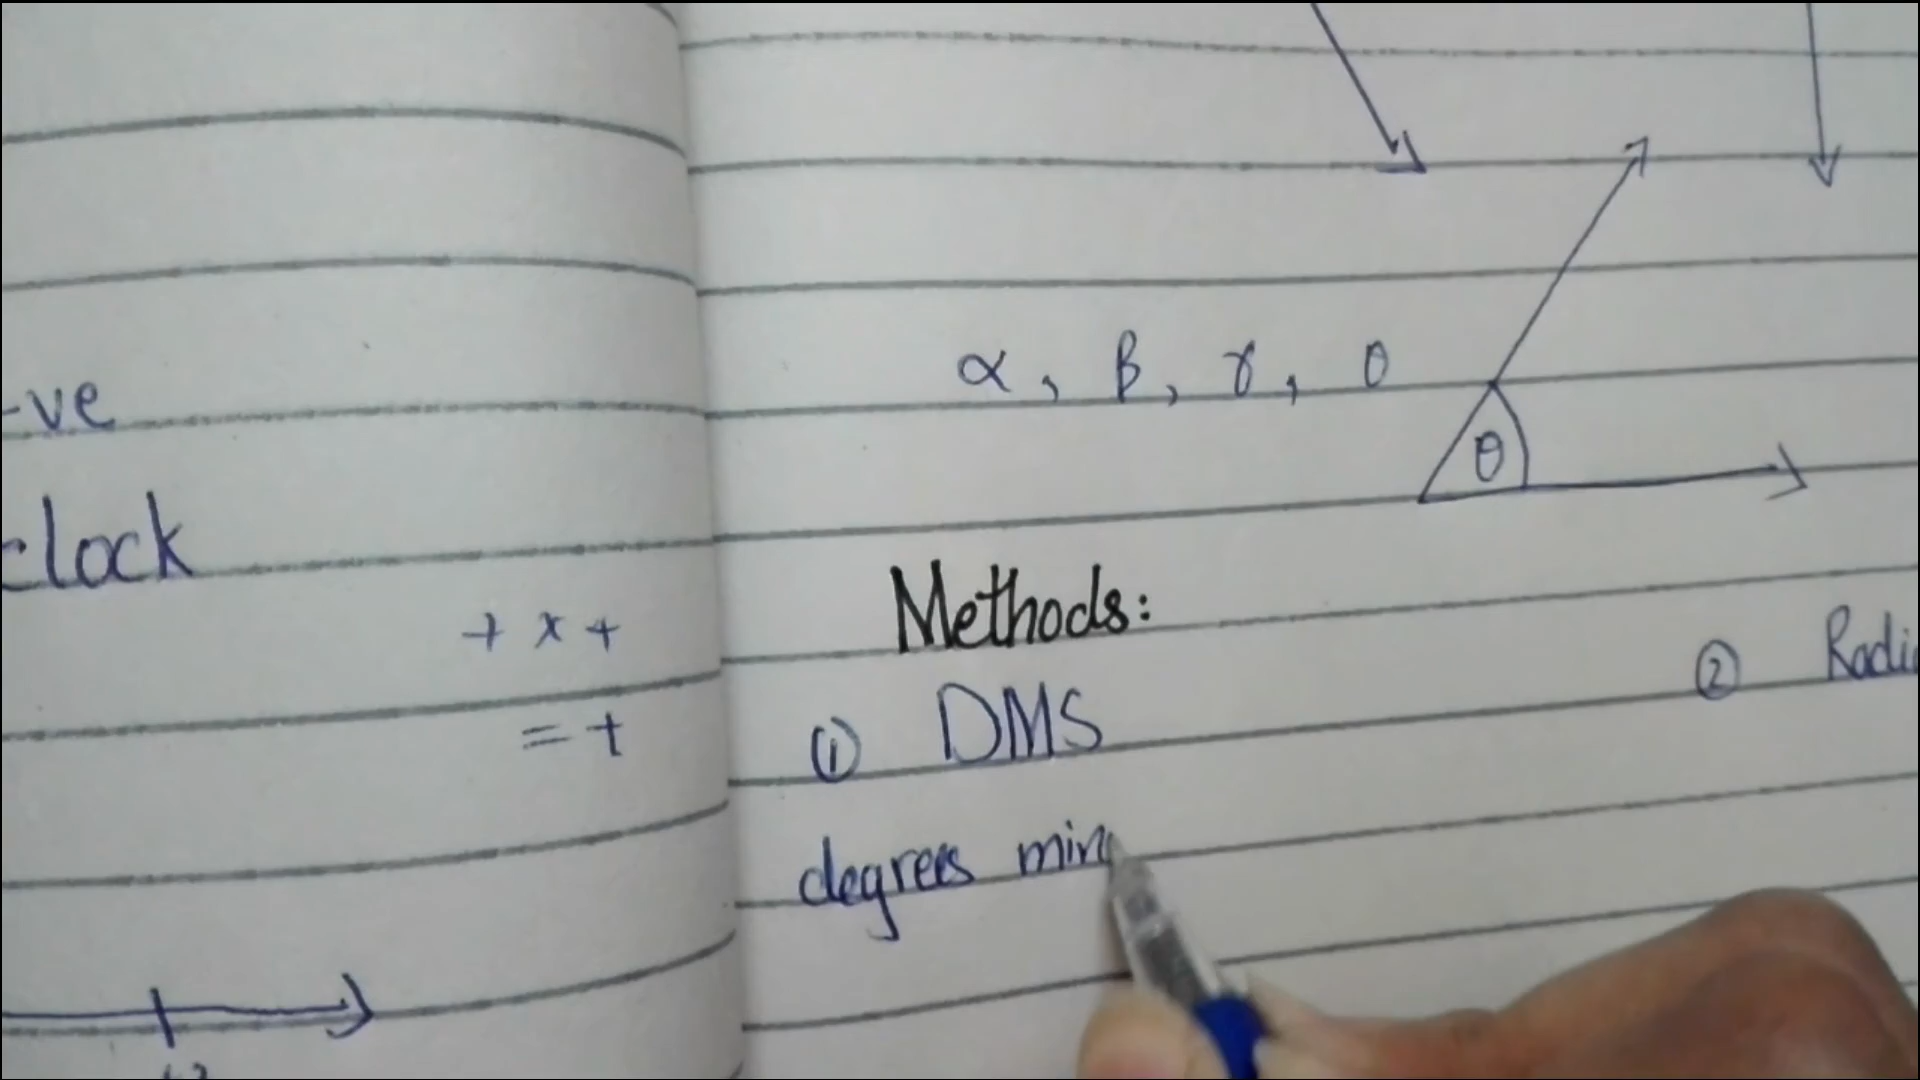 -ve
clock
+ x +
= +
α, β, γ, θ
θ
Methods:
① DMS
② Radi
degrees min